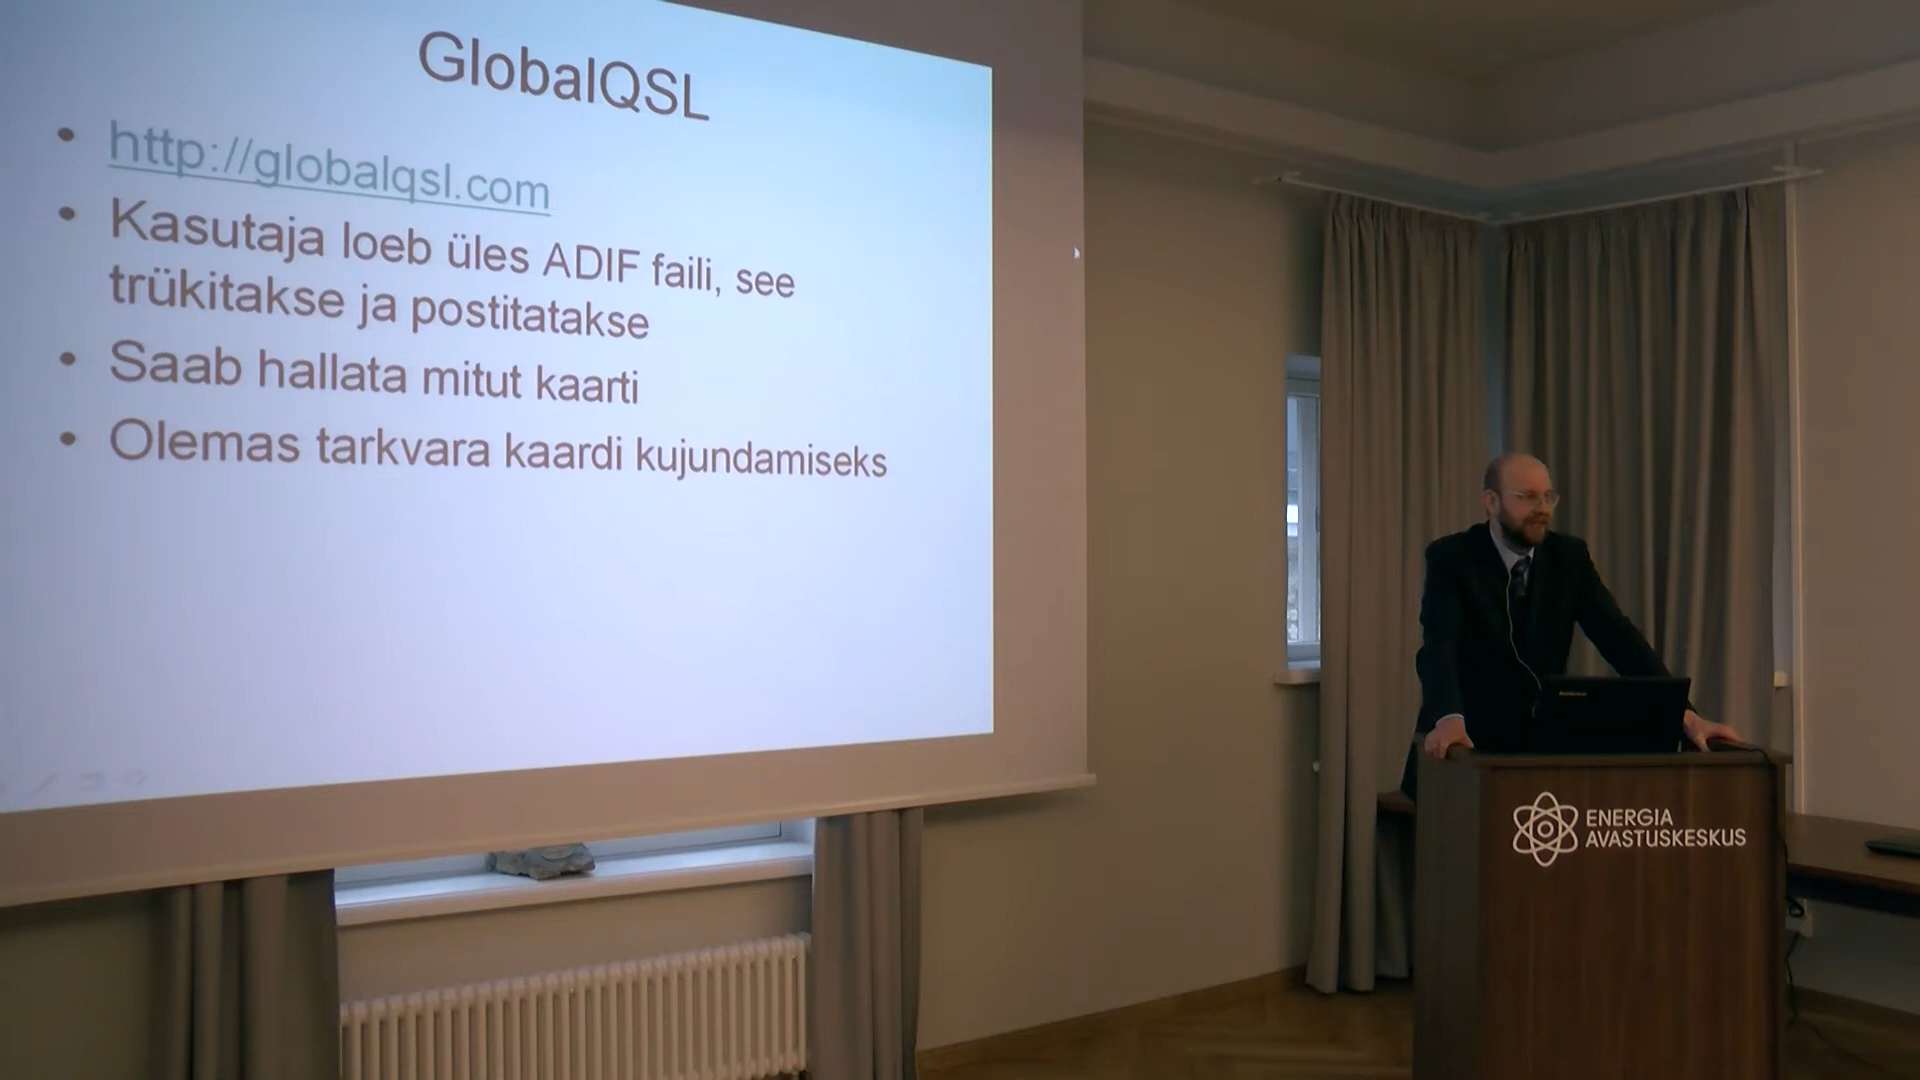 GlobalQSL
• http://globalqsl.com
• Kasutaja loeb üles ADIF faili, see
trükitakse ja postitatakse
• Saab hallata mitut kaarti
• Olemas tarkvara kaardi kujundamiseks
ENERGIA
AVASTUSKESKUS